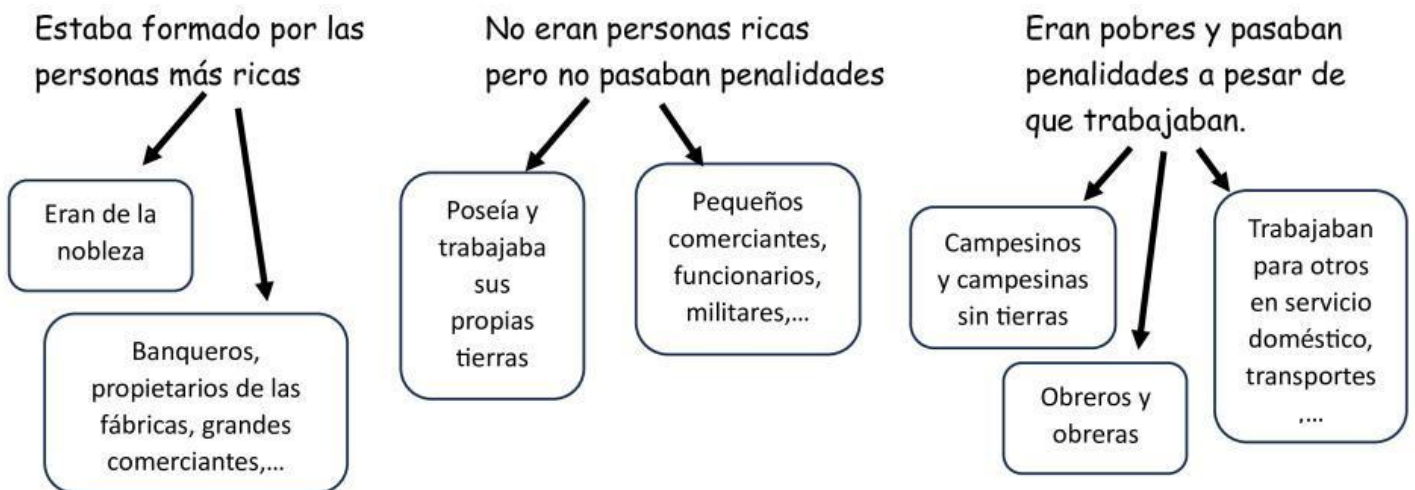 Estaba formado por las
personas más ricas
Eran de la
nobleza
Banqueros,
propietarios de las
fábricas, grandes
comerciantes,...
No eran personas ricas
pero no pasaban penalidades
Poseía y
trabajaba
sus
propias
tierras
Pequeños
comerciantes,
funcionarios,
militares,...
Eran pobres y pasaban
penalidades a pesar de
que trabajaban.
Campesinos
y campesinas
sin tierras
Obreros y
obreras
Trabajaban
para otros
en servicio
doméstico,
transportes
,...